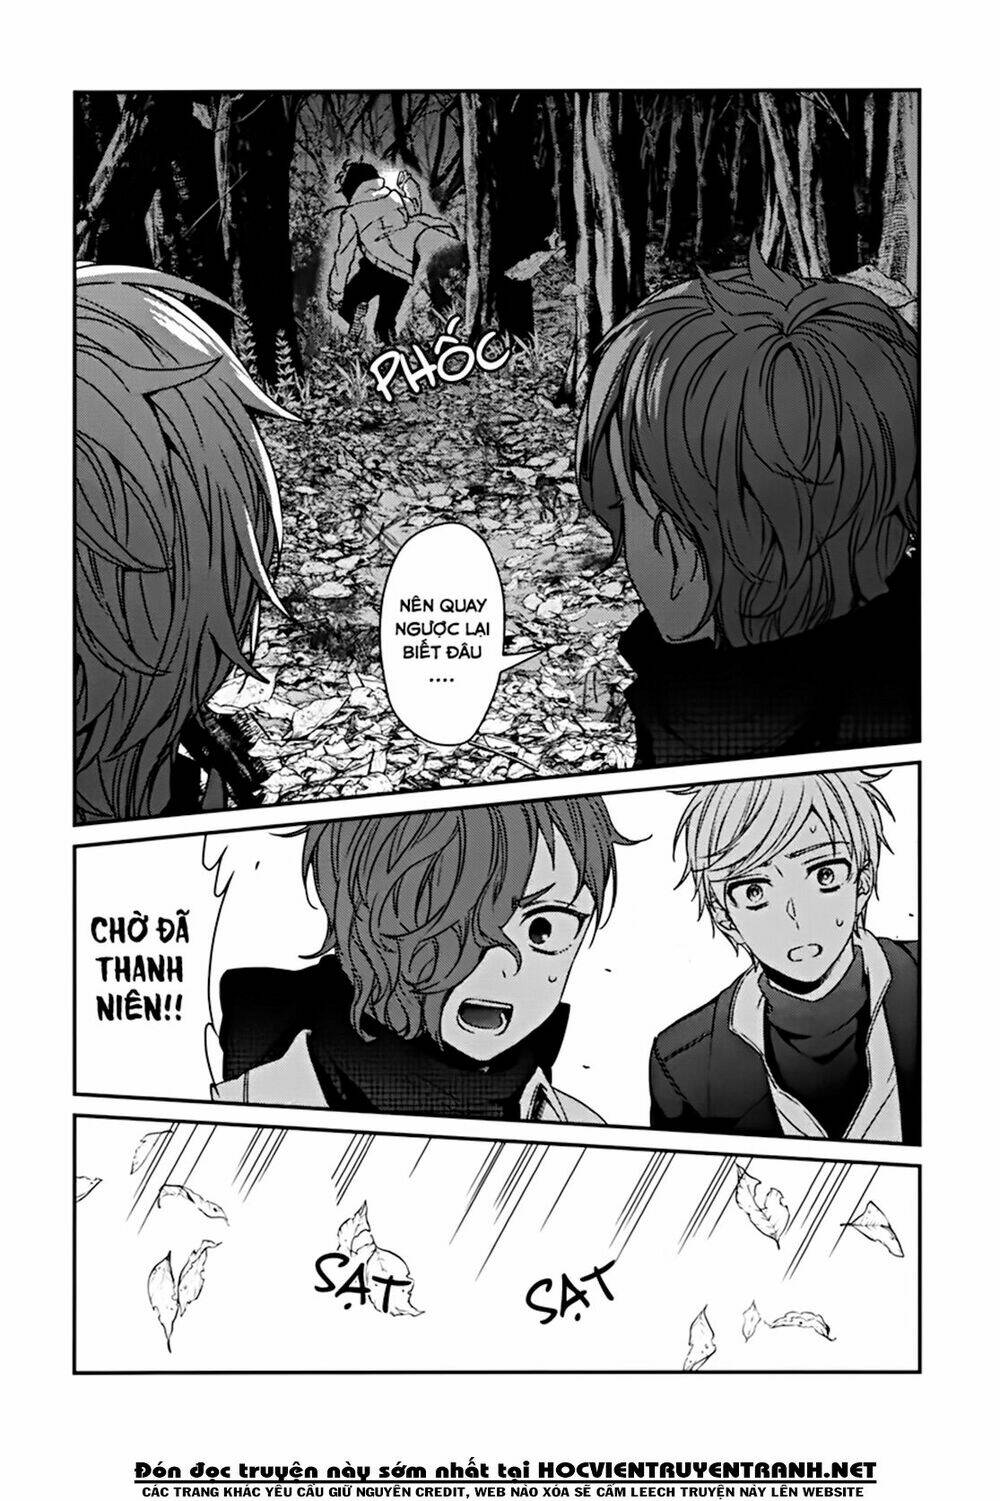 PHỐC
NÊN QUAY
NGƯỢC LẠI
BIẾT ĐÂU
....
CHỜ ĐÃ
THANH
NIÊN!!
SẠT
SẠT
Đón đọc truyện này sớm nhất tại HOCVIENTRUYENTRANH.NET
CÁC TRANG KHÁC YÊU CẦU GIỮ NGUYÊN CREDIT, WEB NÀO XÓA SẼ CẤM LEECH TRUYỆN NÀY LÊN WEBSITE